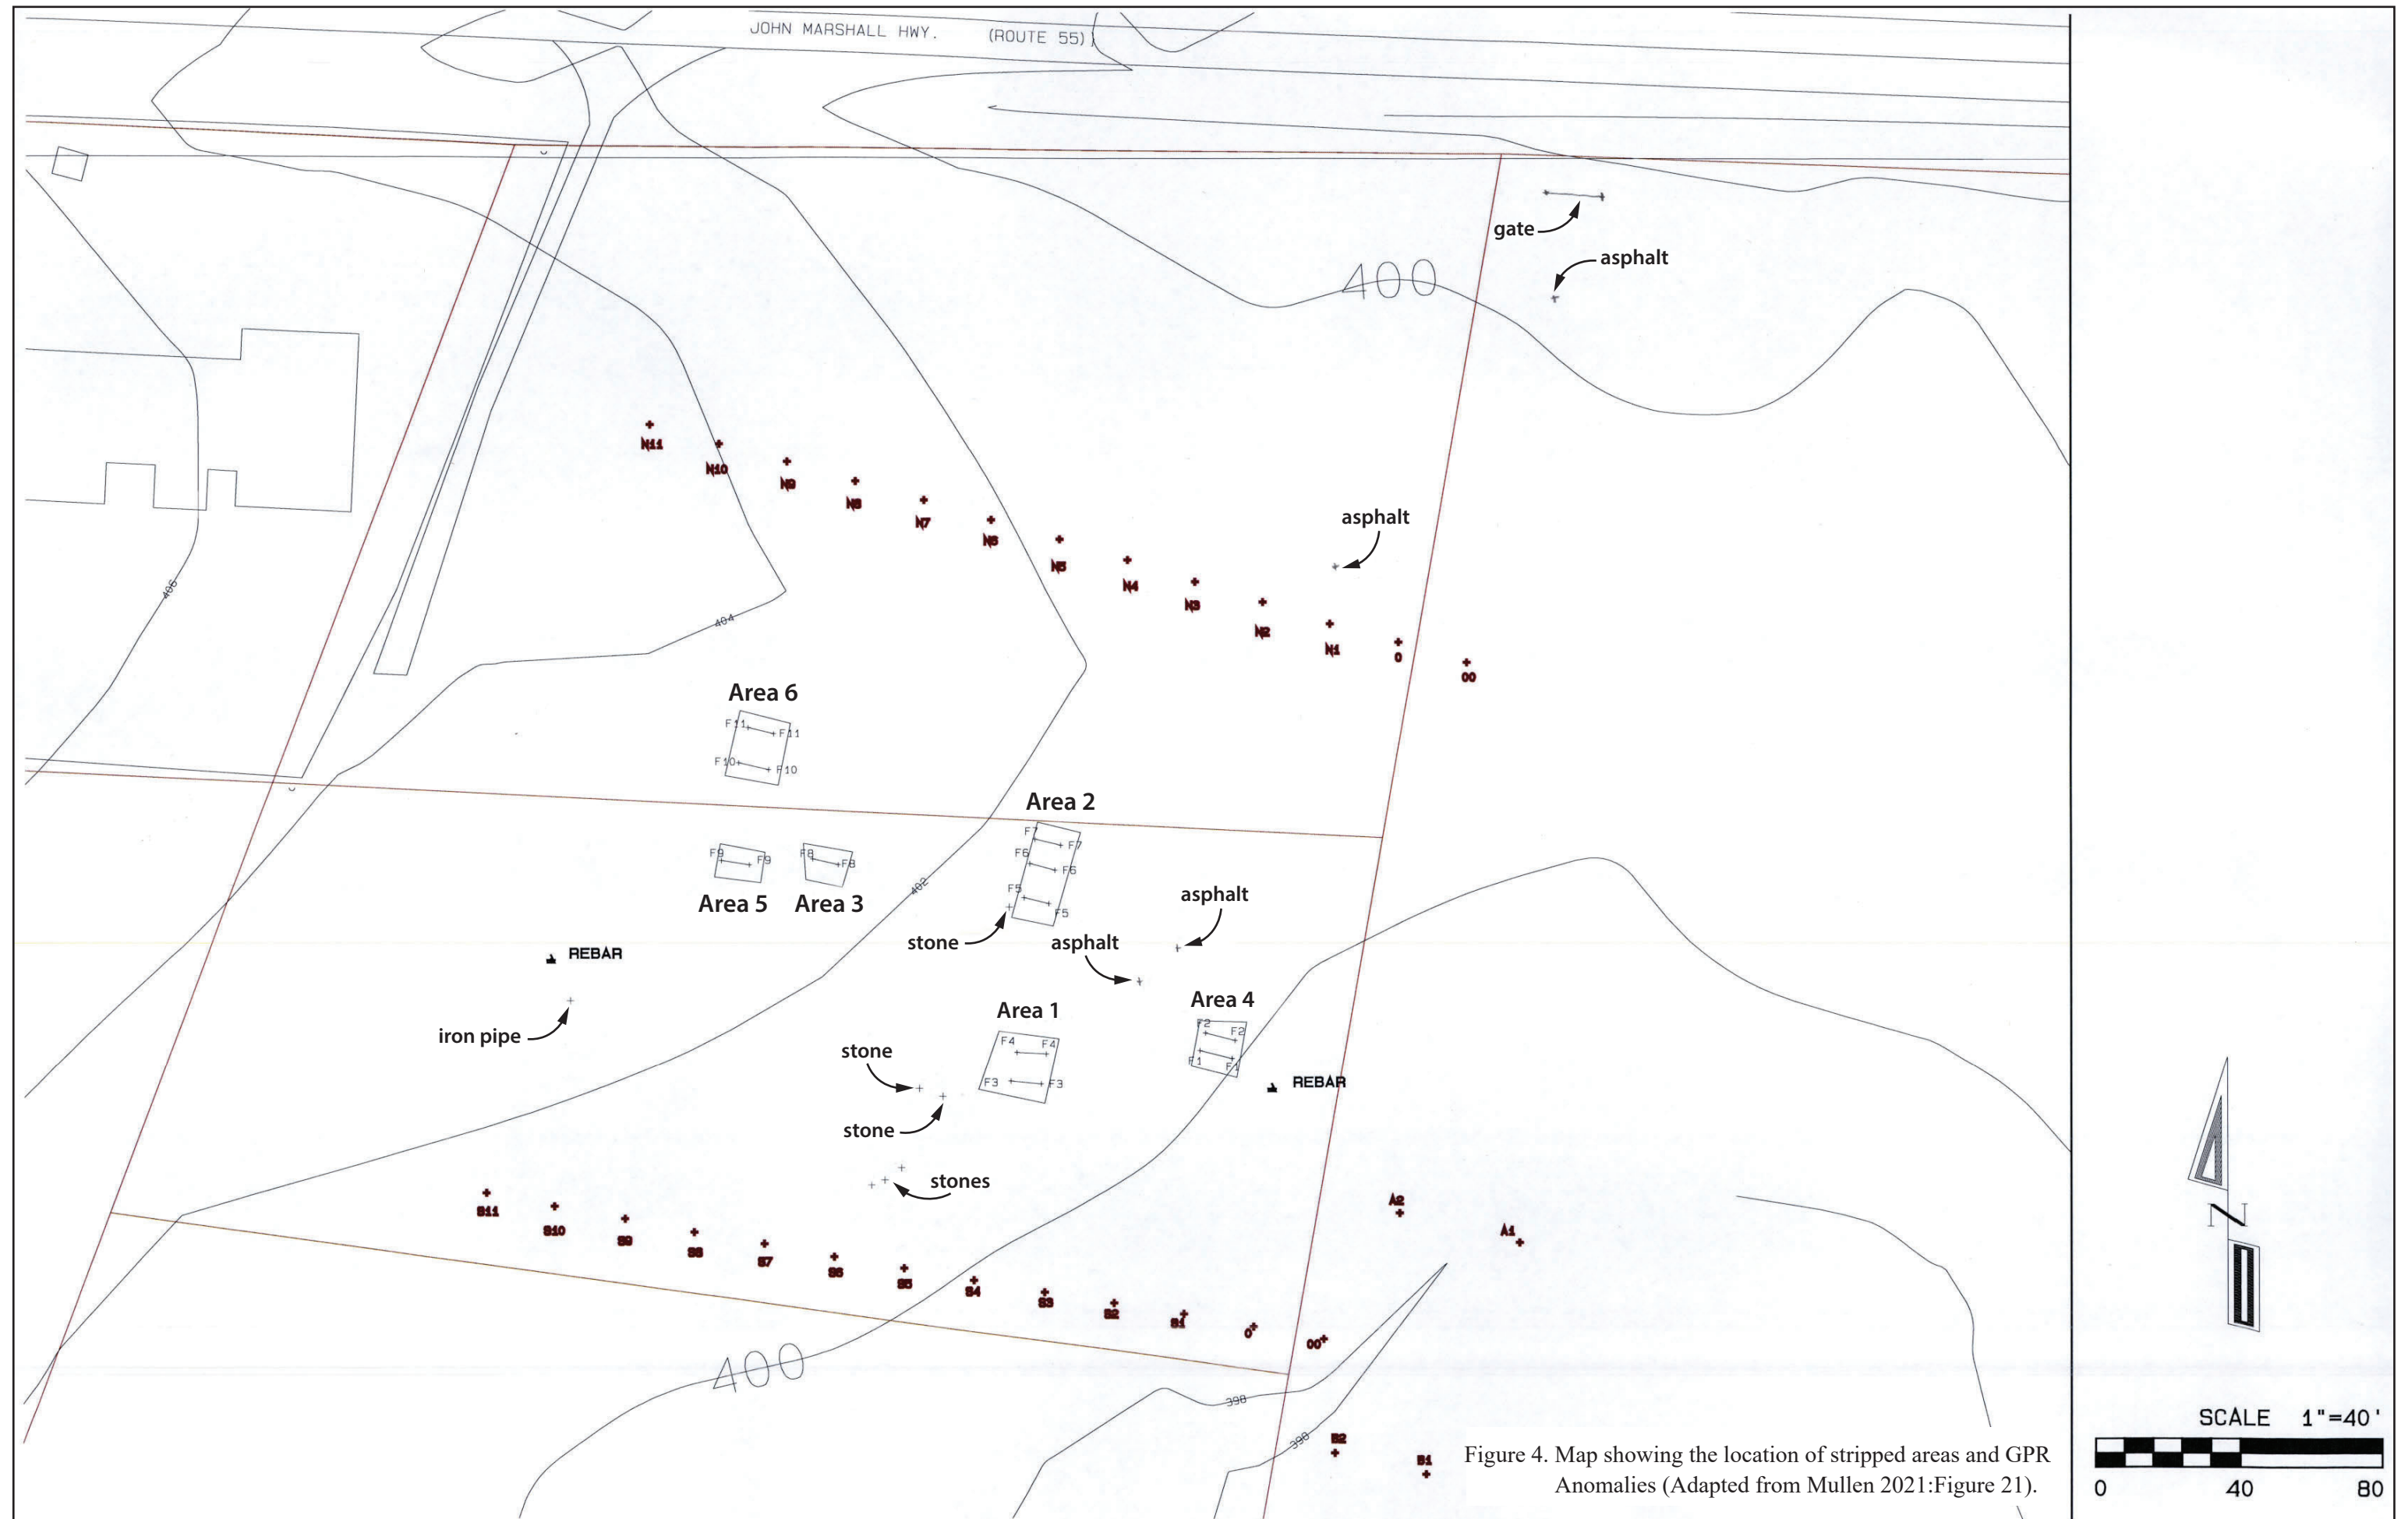 JOHN MARSHALL HWY. (ROUTE 55)
gate
asphalt
400
N11
N10
N9
N8
N7
N6
N5
N4
N3
N2
N1
0
00
asphalt
406
404
Area 6
F11 F11
F10 F10
Area 2
F7 F7
F6 F6
F5 F5
F9 F9
F8 F8
Area 5
Area 3
402
stone
asphalt
asphalt
REBAR
iron pipe
Area 1
F4 F4
F3 F3
Area 4
F2 F2
F1 F1
REBAR
stone
stone
stones
S11
S10
S9
S8
S7
S6
S5
S4
S3
S2
S1
0
00
A2
A1
400
398
398
B2
B1
N
SCALE 1"=40'
0 40 80
Figure 4. Map showing the location of stripped areas and GPR
Anomalies (Adapted from Mullen 2021:Figure 21).